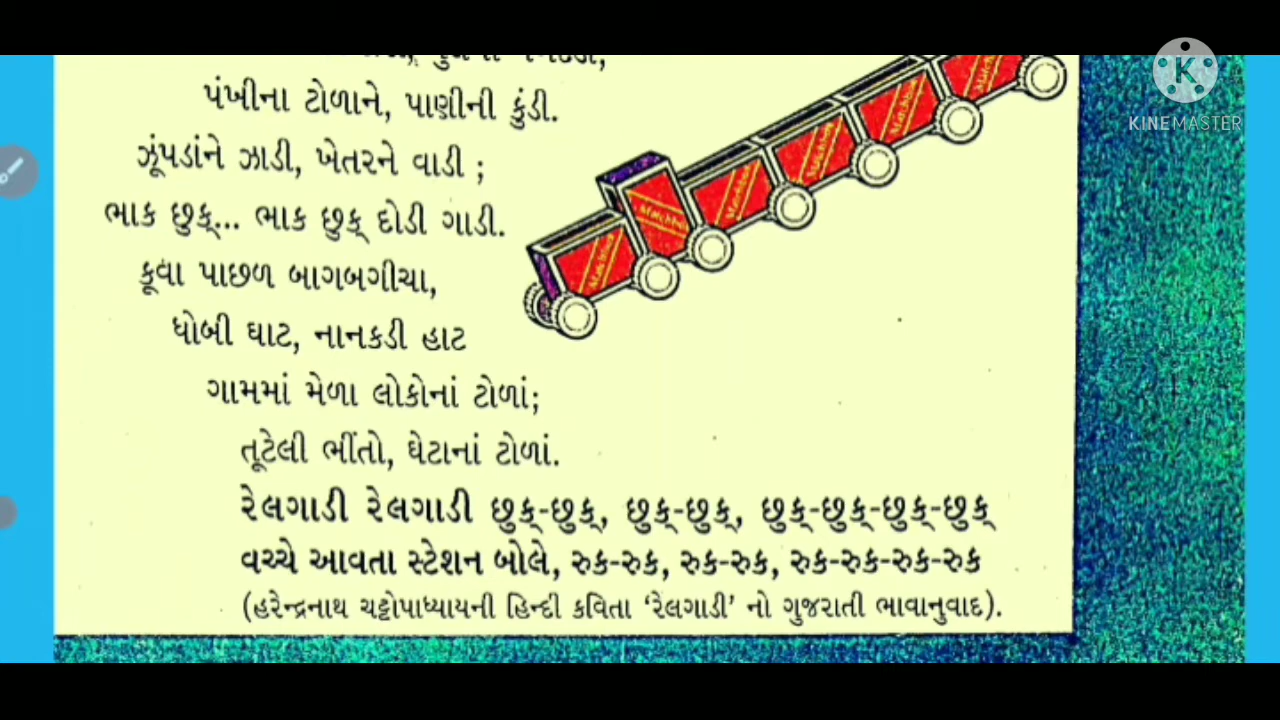 પંખીના ટોળાને, પાણીની કુંડી.
ઝૂંપડાંને ઝાડી, ખેતરને વાડી ;
ભાક છુક્... ભાક છુક્ દોડી ગાડી.
કૂવા પાછળ બાગબગીચા,
ધોબી ઘાટ, નાનકડી હાટ
ગામમાં મેળા લોકોનાં ટોળાં;
તૂટેલી ભીંતો, ઘેટાનાં ટોળાં.
રેલગાડી રેલગાડી છુક્-છુક્, છુક્-છુક્, છુક્-છુક્-છુક્-છુક્
વચ્ચે આવતા સ્ટેશન બોલે, રુક-રુક, રુક-રુક, રુક-રુક-રુક-રુક
(હરેન્દ્રનાથ ચટ્ટોપાધ્યાયની હિન્દી કવિતા ‘રેલગાડી’ નો ગુજરાતી ભાવાનુવાદ).
K
KINEMASTER